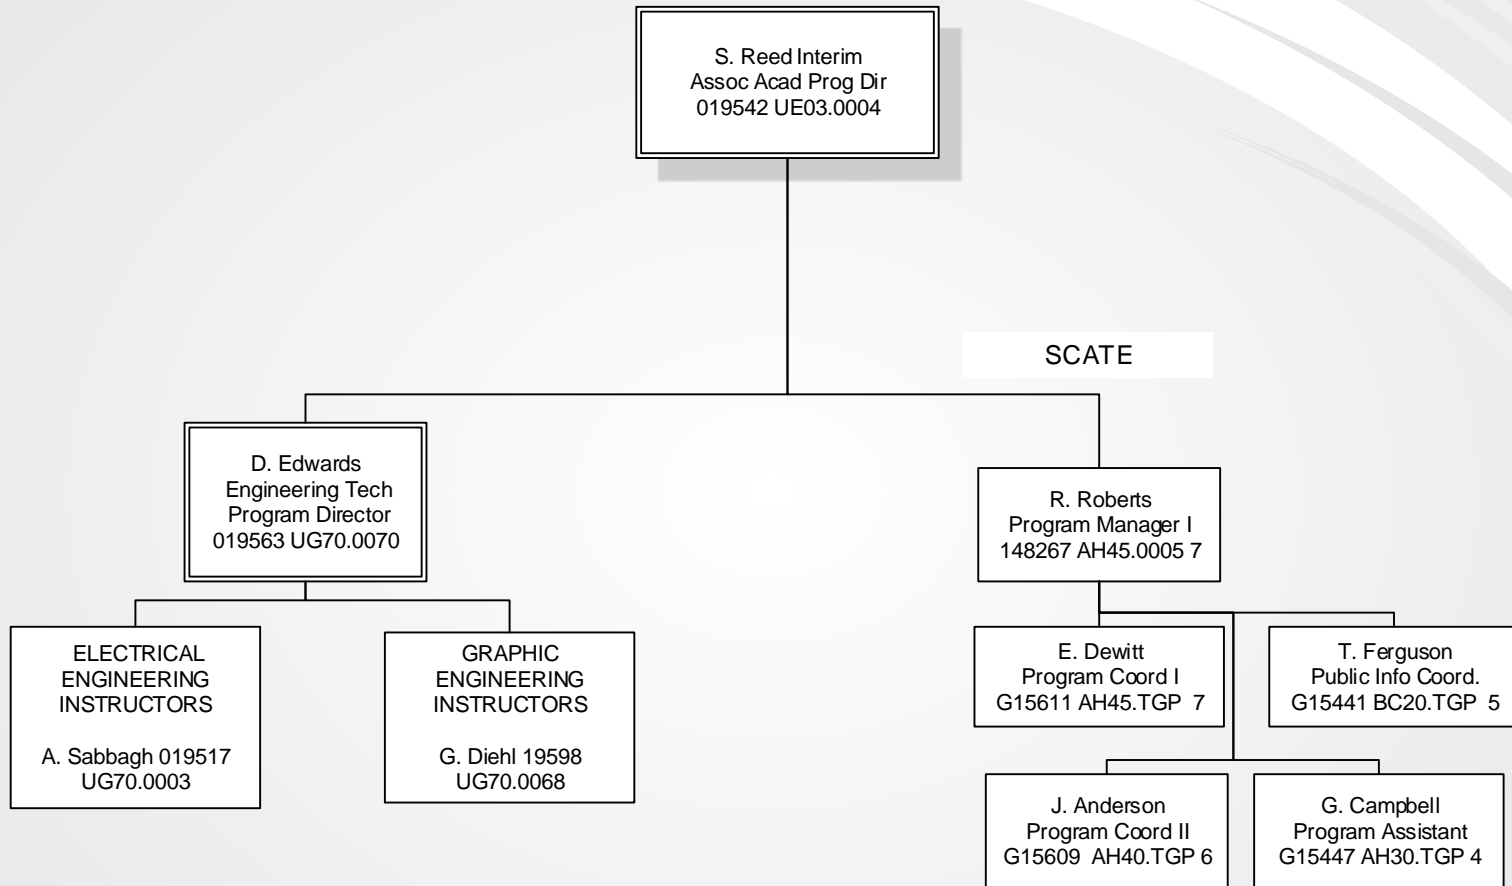 S. Reed Interim
Assoc Acad Prog Dir
019542 UE03.0004
SCATE
D. Edwards
Engineering Tech
Program Director
019563 UG70.0070
R. Roberts
Program Manager I
148267 AH45.0005 7
ELECTRICAL
ENGINEERING
INSTRUCTORS
A. Sabbagh 019517
UG70.0003
GRAPHIC
ENGINEERING
INSTRUCTORS
G. Diehl 19598
UG70.0068
E. Dewitt
Program Coord I
G15611 AH45.TGP 7
T. Ferguson
Public Info Coord.
G15441 BC20.TGP 5
J. Anderson
Program Coord II
G15609 AH40.TGP 6
G. Campbell
Program Assistant
G15447 AH30.TGP 4